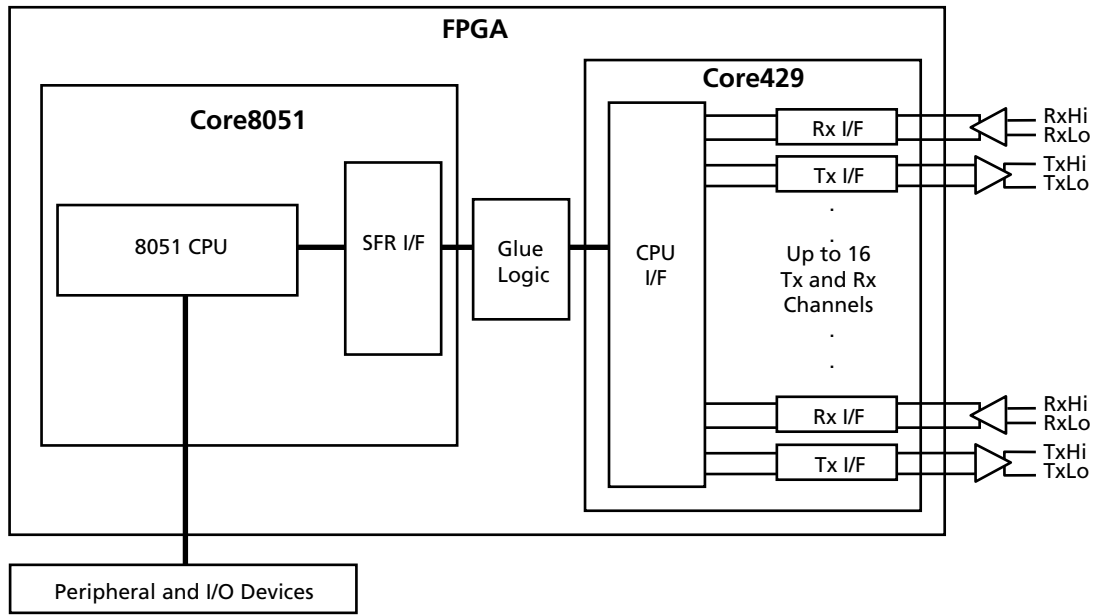 FPGA
Core429
Core8051
Rx I/F
RxHi
RxLo
Tx I/F
TxHi
TxLo
8051 CPU
SFR I/F
Glue
Logic
CPU
I/F
Up to 16
Tx and Rx
Channels
Rx I/F
RxHi
RxLo
Tx I/F
TxHi
TxLo
Peripheral and I/O Devices